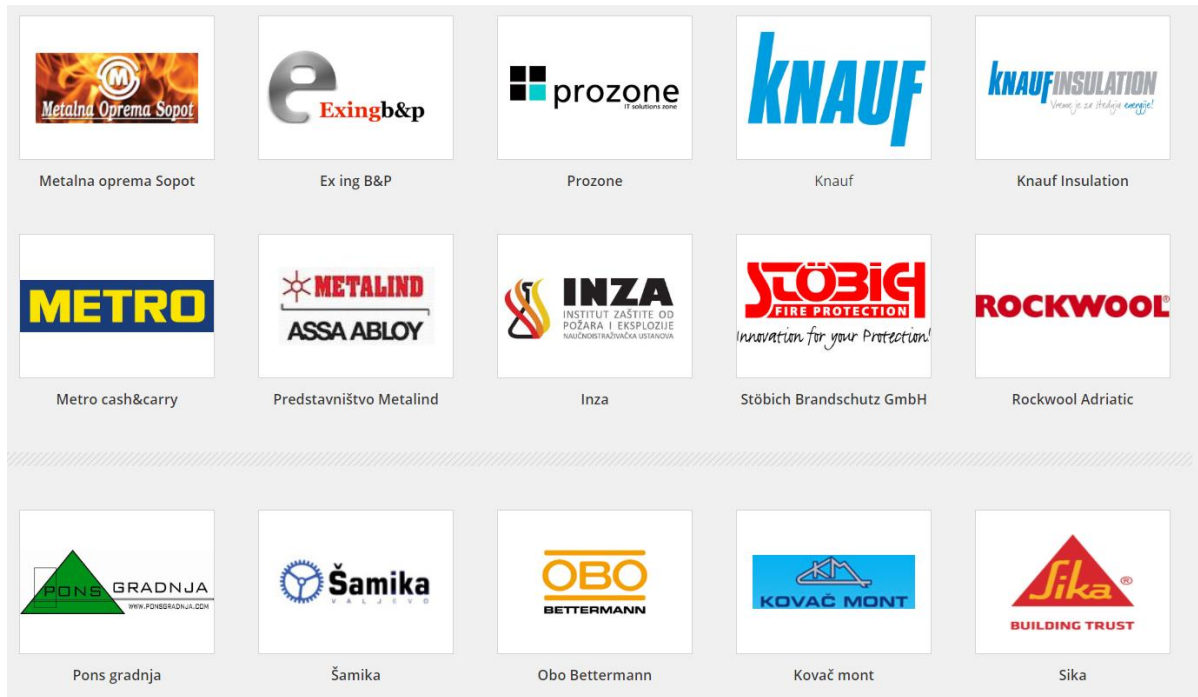 M
Metalna Oprema Sopot
e
Exingb&p
prozone
IT solutions zone
KNAUF
KNAUFINSULATION
Vreme je za štednju energije!
Metalna oprema Sopot
Ex ing B&P
Prozone
Knauf
Knauf Insulation
METRO
METALIND
ASSA ABLOY
INZA
INSTITUT ZAŠTITE OD
POŽARA I EKSPLOZIJE
NAUČNOISTRAŽIVAČKA USTANOVA
STÖBICH
FIRE PROTECTION
Innovation for your Protection!
ROCKWOOL®
Metro cash&carry
Predstavništvo Metalind
Inza
Stöbich Brandschutz GmbH
Rockwool Adriatic
PONS GRADNJA
WWW.PONSGRADNJA.COM
Šamika
VALJEVO
OBO
BETTERMANN
KM
KOVAČ MONT
Sika®
BUILDING TRUST
Pons gradnja
Šamika
Obo Bettermann
Kovač mont
Sika